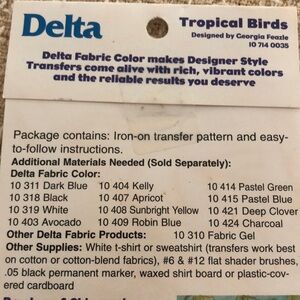 Delta
Tropical Birds
Designed by Georgia Feazle
10 714 0035
Delta Fabric Color makes Designer Style
Transfers come alive with rich, vibrant colors
and the reliable results you deserve
Package contains: Iron-on transfer pattern and easy-
to-follow instructions.
Additional Materials Needed (Sold Separately):
Delta Fabric Color:
10 311 Dark Blue 10 404 Kelly 10 414 Pastel Green
10 318 Black 10 407 Apricot 10 415 Pastel Blue
10 319 White 10 408 Sunbright Yellow 10 421 Deep Clover
10 403 Avocado 10 409 Robin Blue 10 424 Charcoal
Other Delta Fabric Products: 10 310 Fabric Gel
Other Supplies: White t-shirt or sweatshirt (transfers work best
on cotton or cotton-blend fabrics), #6 & #12 flat shader brushes,
.05 black permanent marker, waxed shirt board or plastic-cov-
ered cardboard